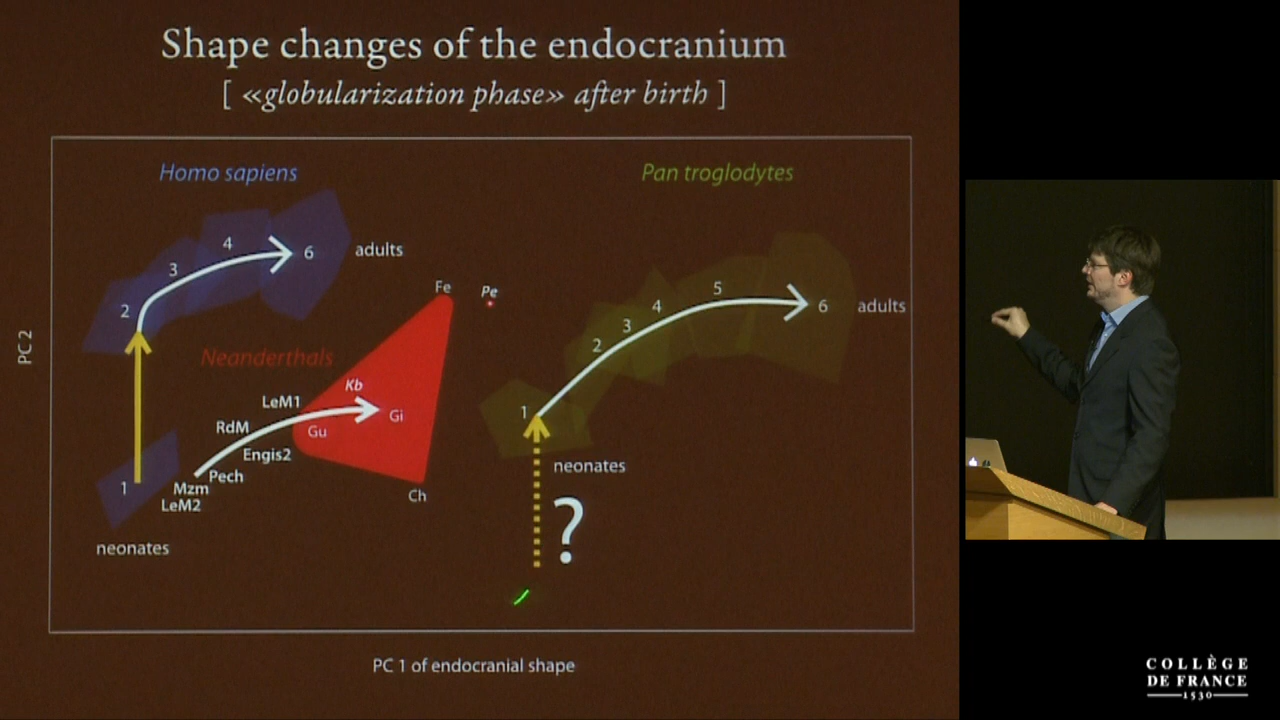 Shape changes of the endocranium
[ «globularization phase» after birth ]
Homo sapiens
Pan troglodytes
4
6
adults
3
2
Fe
Pe
5
4
6
adults
3
2
PC 2
Neanderthals
Kb
LeM1
Gi
1
RdM
Gu
Engis2
neonates
Pech
1
Mzm
Ch
LeM2
?
neonates
PC 1 of endocranial shape
COLLÈGE
DE FRANCE
1530